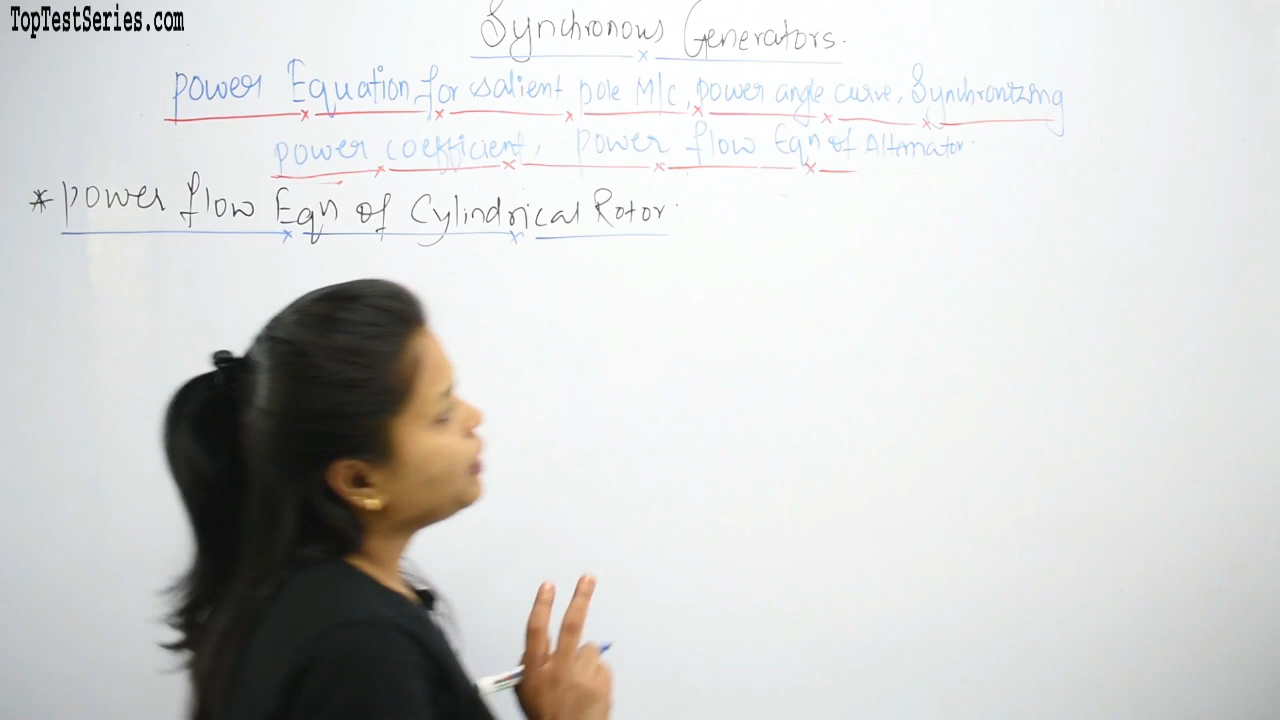 TopTestSeries.com
Synchronous Generators.
power Equation for salient pole M/c, power angle curve, Synchronizing
power coefficient, power flow Eqn of Alternator.
* power flow Eqn of Cylindrical Rotor.